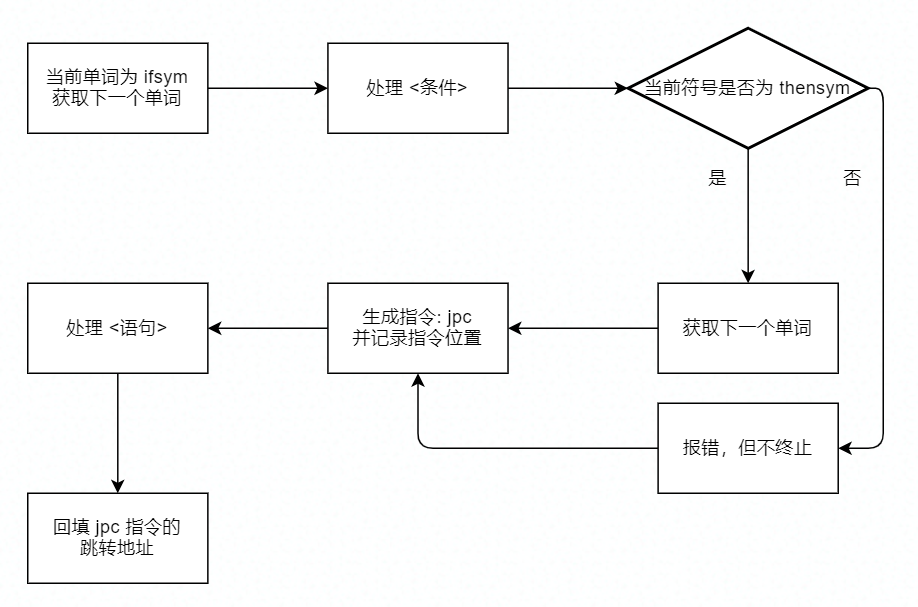 当前单词为 ifsym
获取下一个单词
处理 <条件>
当前符号是否为 thensym
是
否
处理 <语句>
生成指令: jpc
并记录指令位置
获取下一个单词
报错，但不终止
回填 jpc 指令的
跳转地址